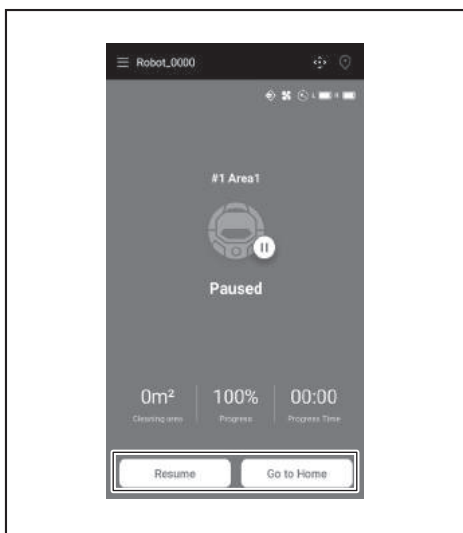 Robot_0000
L R
#1 Area1
Paused
0m² 100% 00:00
Cleaning area Progress Progress Time
Resume Go to Home